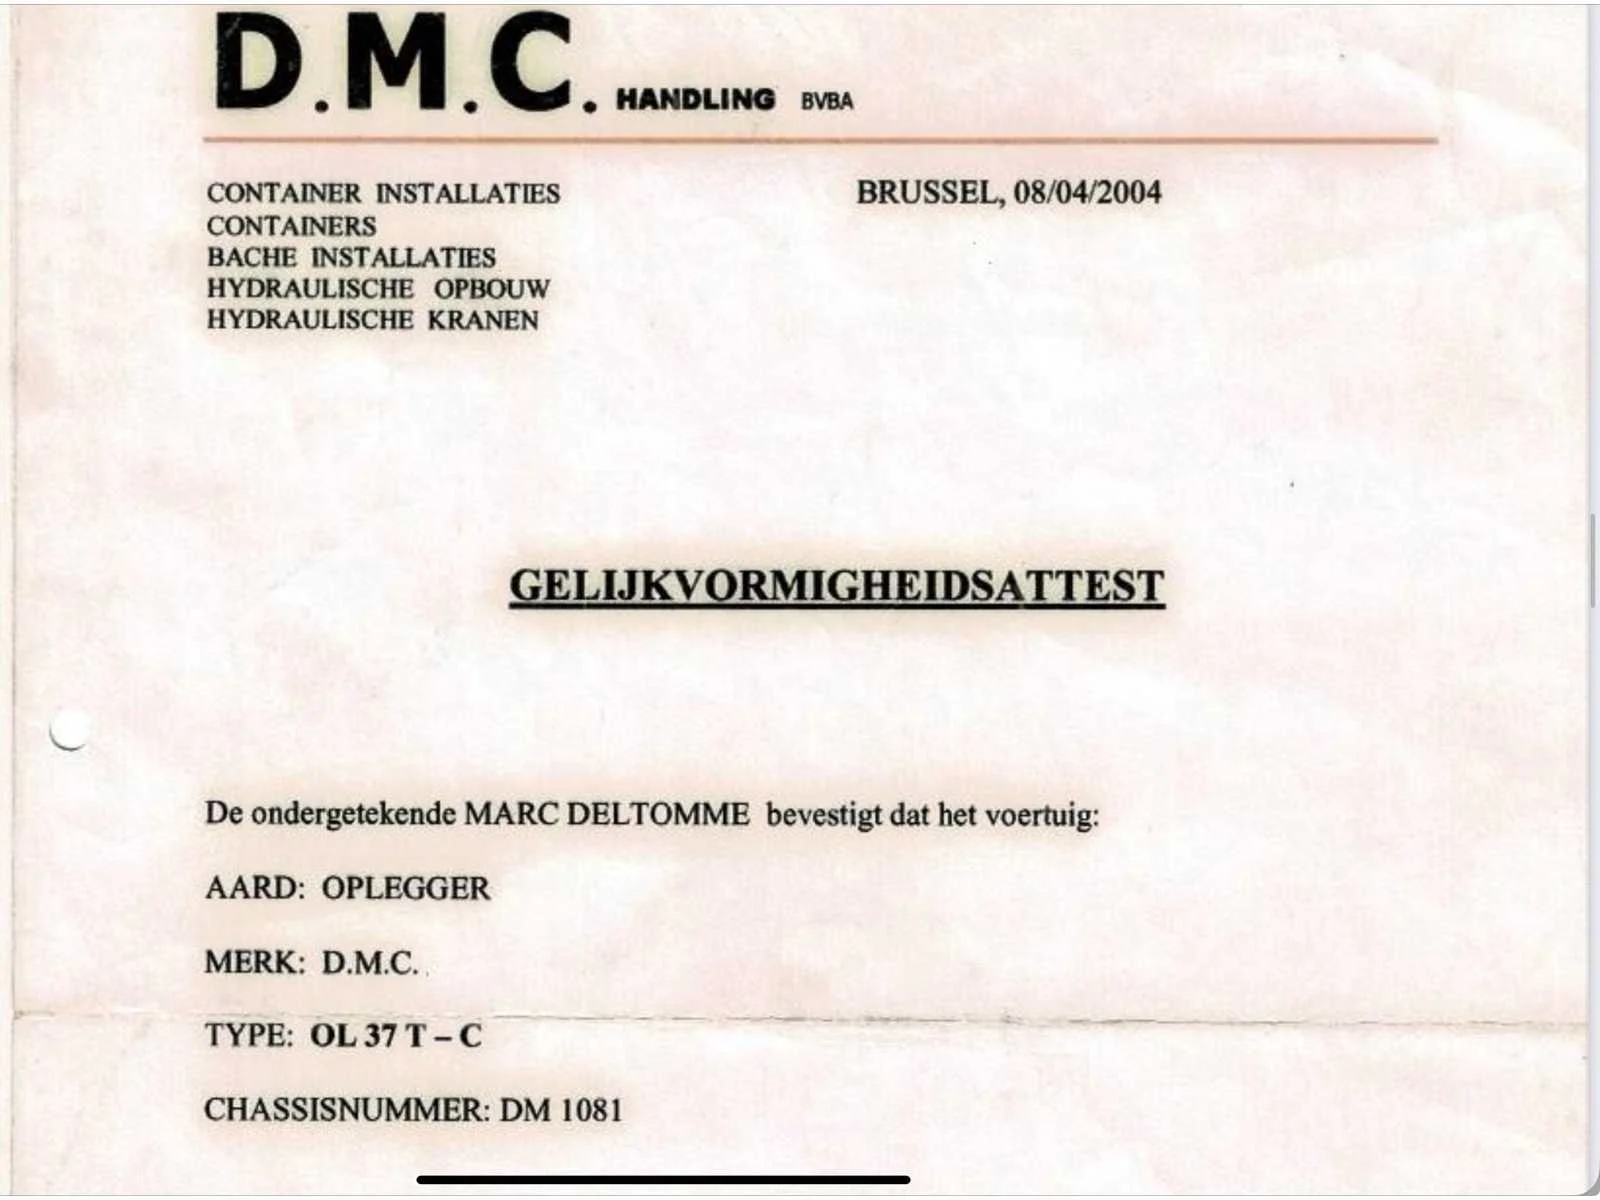 D.M.C. HANDLING BVBA
CONTAINER INSTALLATIES
BRUSSEL, 08/04/2004
CONTAINERS
BACHE INSTALLATIES
HYDRAULISCHE OPBOUW
HYDRAULISCHE KRANEN
GELIJKVORMIGHEIDSATTEST
De ondergetekende MARC DELTOMME bevestigt dat het voertuig:
AARD: OPLEGGER
MERK: D.M.C.
TYPE: OL 37 T – C
CHASSISNUMMER: DM 1081